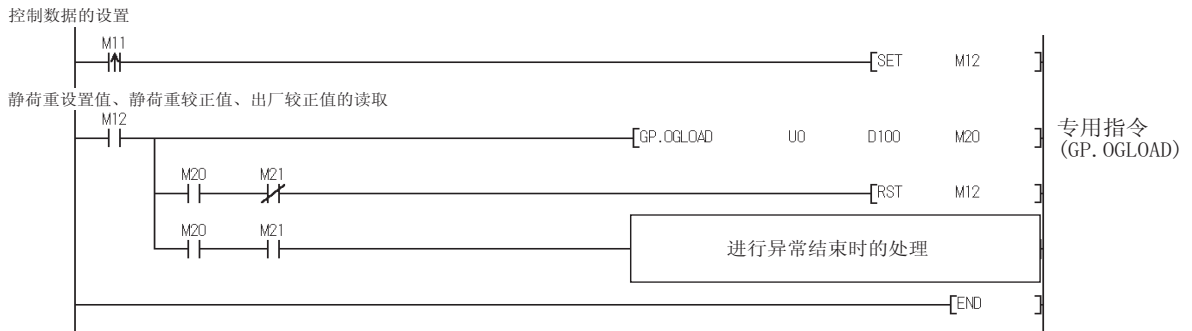 控制数据的设置
M11
SET M12
静荷重设置值、静荷重较正值、出厂较正值的读取
M12
GP.OGLOAD U0 D100 M20
专用指令
(GP.OGLOAD)
M20 M21
RST M12
M20 M21
进行异常结束时的处理
END